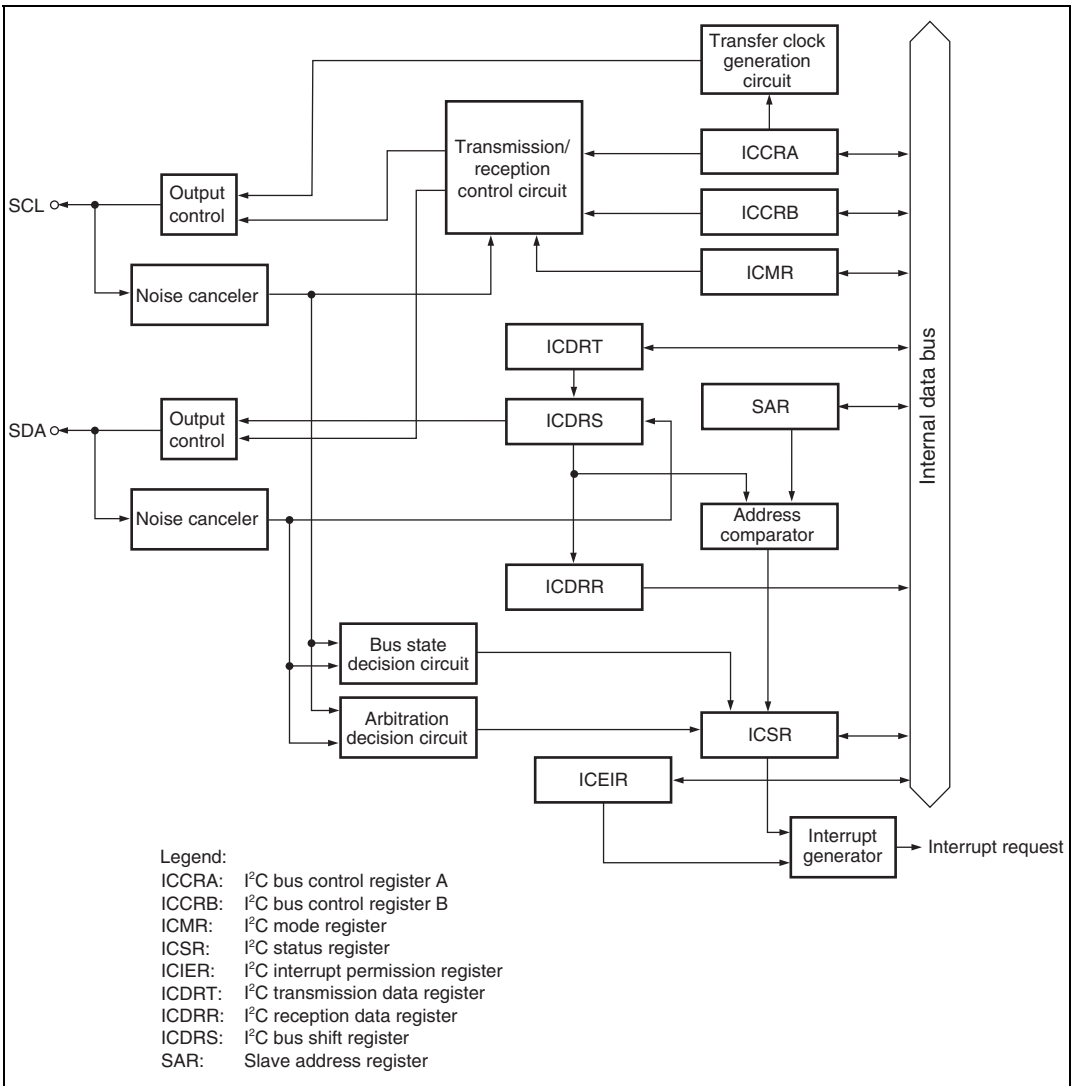 Transfer clock
generation
circuit
Transmission/
reception
control circuit
ICCRA
Output
control
SCL
ICCRB
ICMR
Noise canceler
ICDRT
Internal data bus
SAR
Output
control
ICDRS
SDA
Noise canceler
Address
comparator
ICDRR
Bus state
decision circuit
Arbitration
decision circuit
ICSR
ICEIR
Interrupt
generator
Interrupt request
Legend:
ICCRA: I²C bus control register A
ICCRB: I²C bus control register B
ICMR: I²C mode register
ICSR: I²C status register
ICIER: I²C interrupt permission register
ICDRT: I²C transmission data register
ICDRR: I²C reception data register
ICDRS: I²C bus shift register
SAR: Slave address register